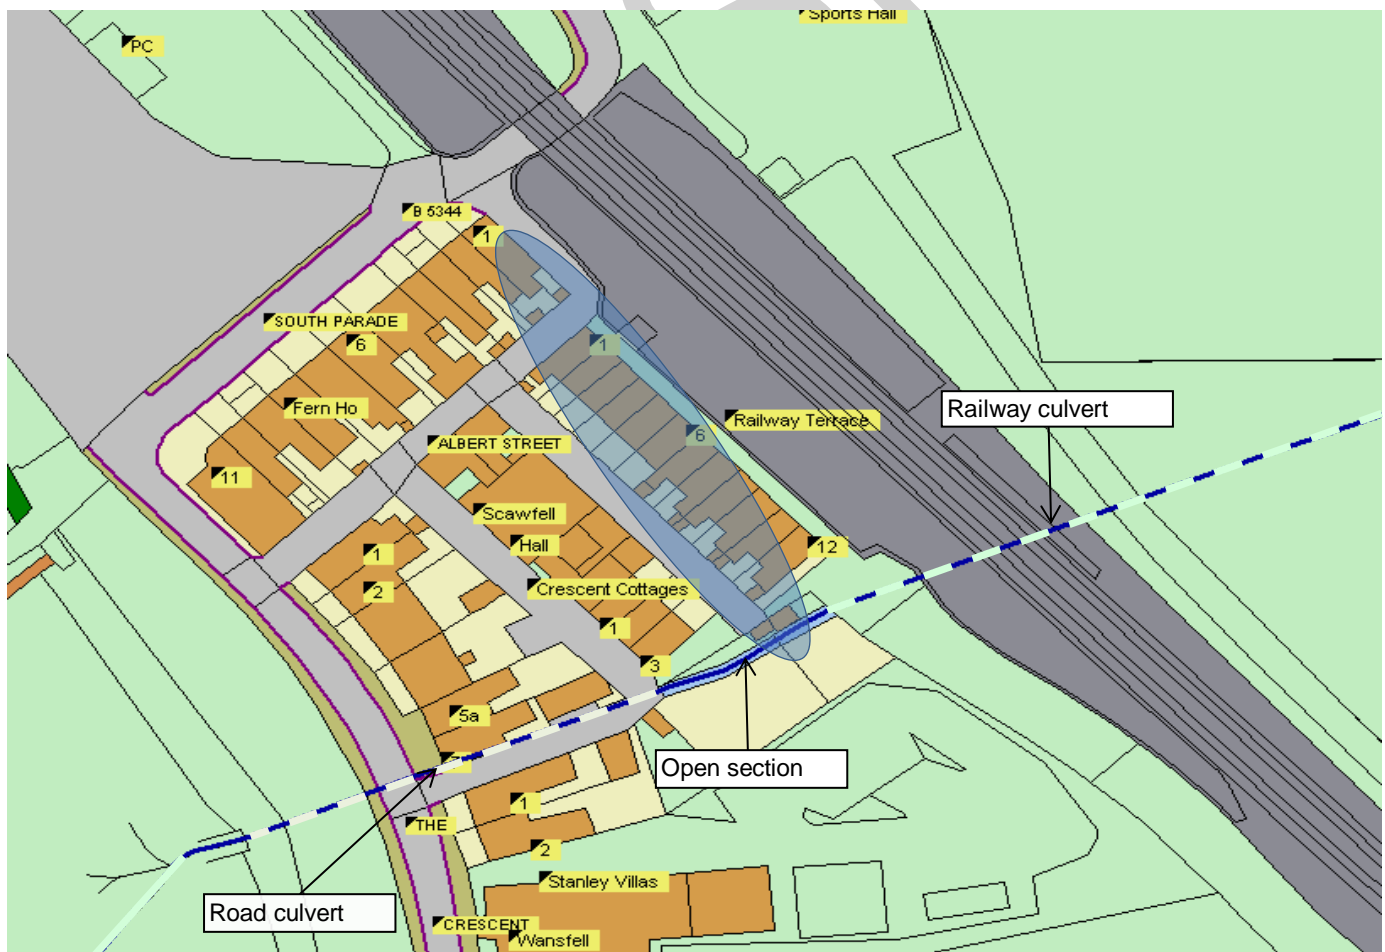 Sports Hall
PC
B 5344
1
SOUTH PARADE
6
1
Fern Ho
Railway Terrace
6
Railway culvert
ALBERT STREET
11
Scawfell
Hall
12
1
2
Crescent Cottages
1
3
5a
Open section
1
THE
2
Stanley Villas
Road culvert
CRESCENT
Wansfell